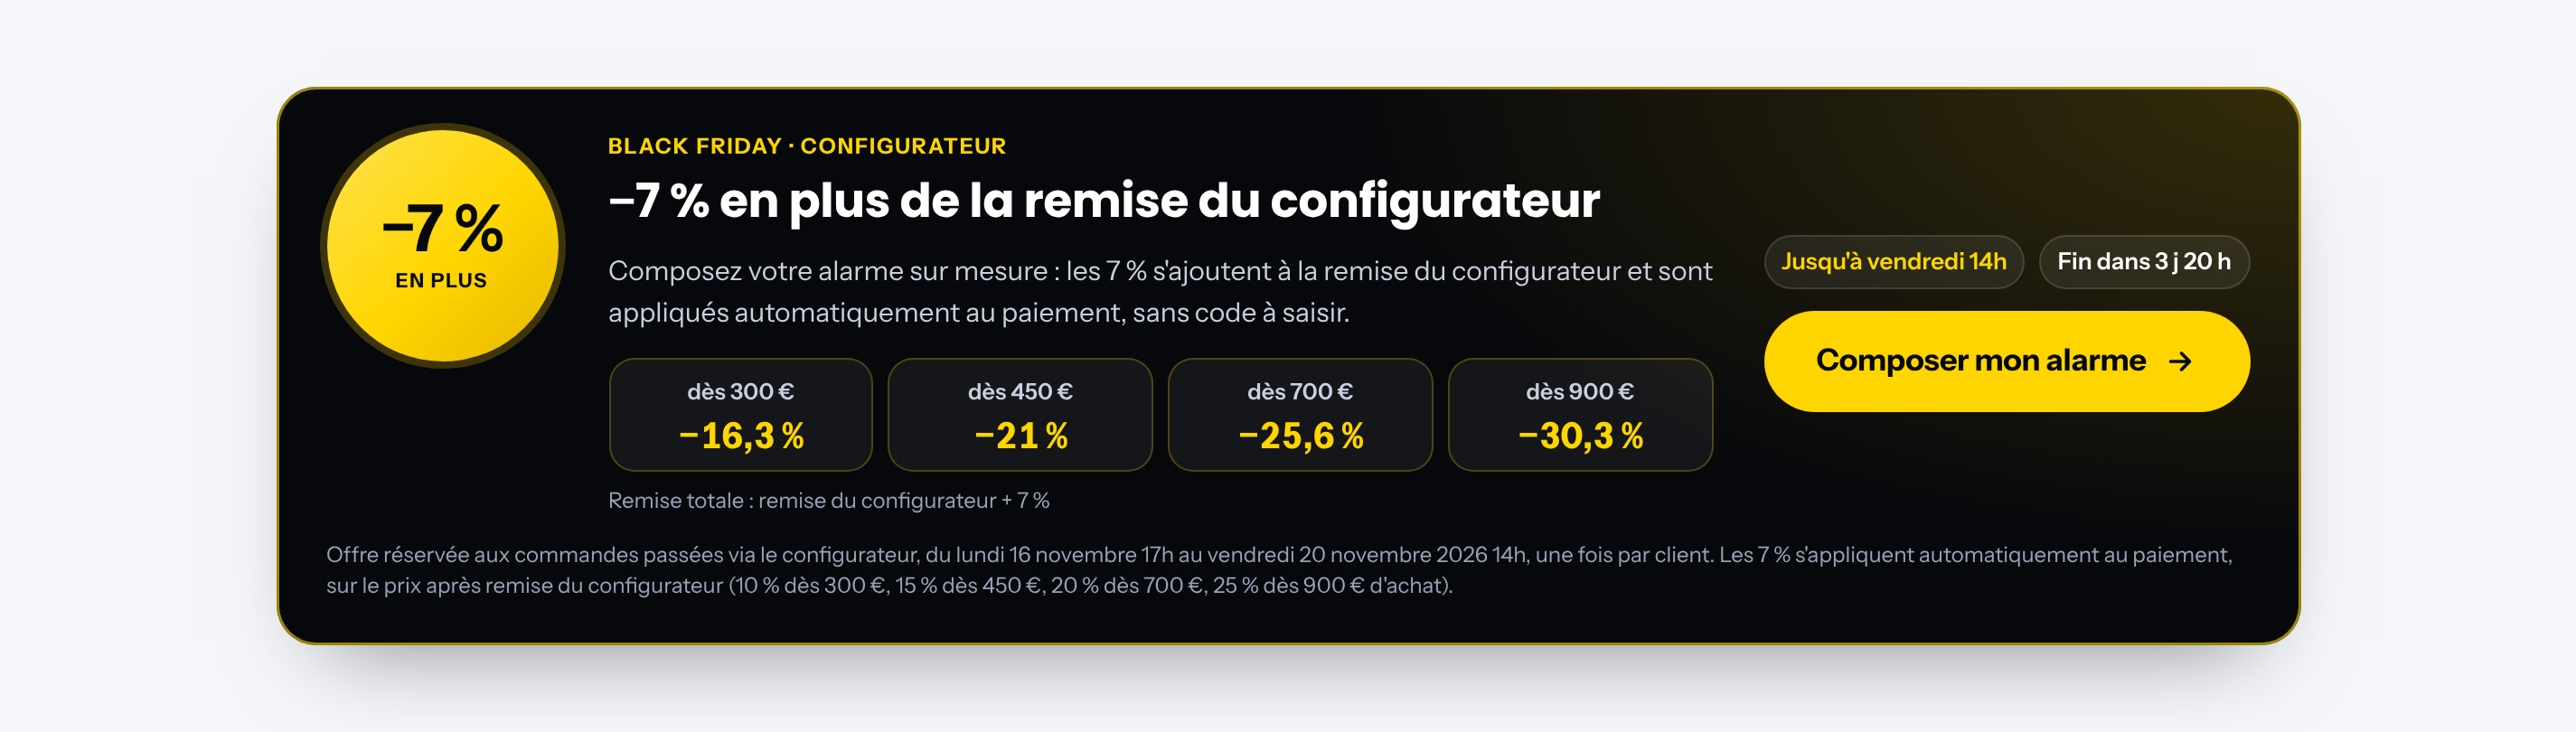 –7 %
EN PLUS
BLACK FRIDAY · CONFIGURATEUR
–7 % en plus de la remise du configurateur
Composez votre alarme sur mesure : les 7 % s'ajoutent à la remise du configurateur et sont
appliqués automatiquement au paiement, sans code à saisir.
dès 300 €
–16,3 %
dès 450 €
–21 %
dès 700 €
–25,6 %
dès 900 €
–30,3 %
Remise totale : remise du configurateur + 7 %
Jusqu'à vendredi 14h
Fin dans 3 j 20 h
Composer mon alarme →
Offre réservée aux commandes passées via le configurateur, du lundi 16 novembre 17h au vendredi 20 novembre 2026 14h, une fois par client. Les 7 % s'appliquent automatiquement au paiement,
sur le prix après remise du configurateur (10 % dès 300 €, 15 % dès 450 €, 20 % dès 700 €, 25 % dès 900 € d'achat).